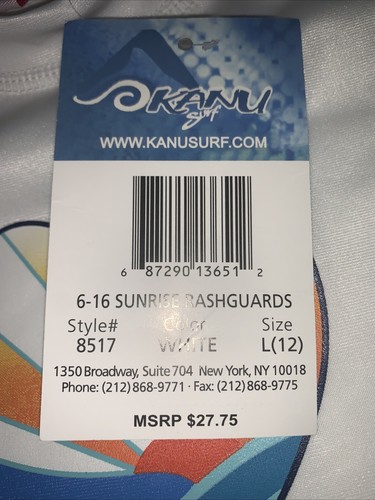 KANU
Surf
WWW.KANUSURF.COM
6 87290 13651 2
6-16 SUNRISE RASHGUARDS
Style# Color Size
8517 WHITE L(12)
1350 Broadway, Suite 704 New York, NY 10018
Phone: (212) 868-9771 · Fax: (212) 868-9775
MSRP $27.75